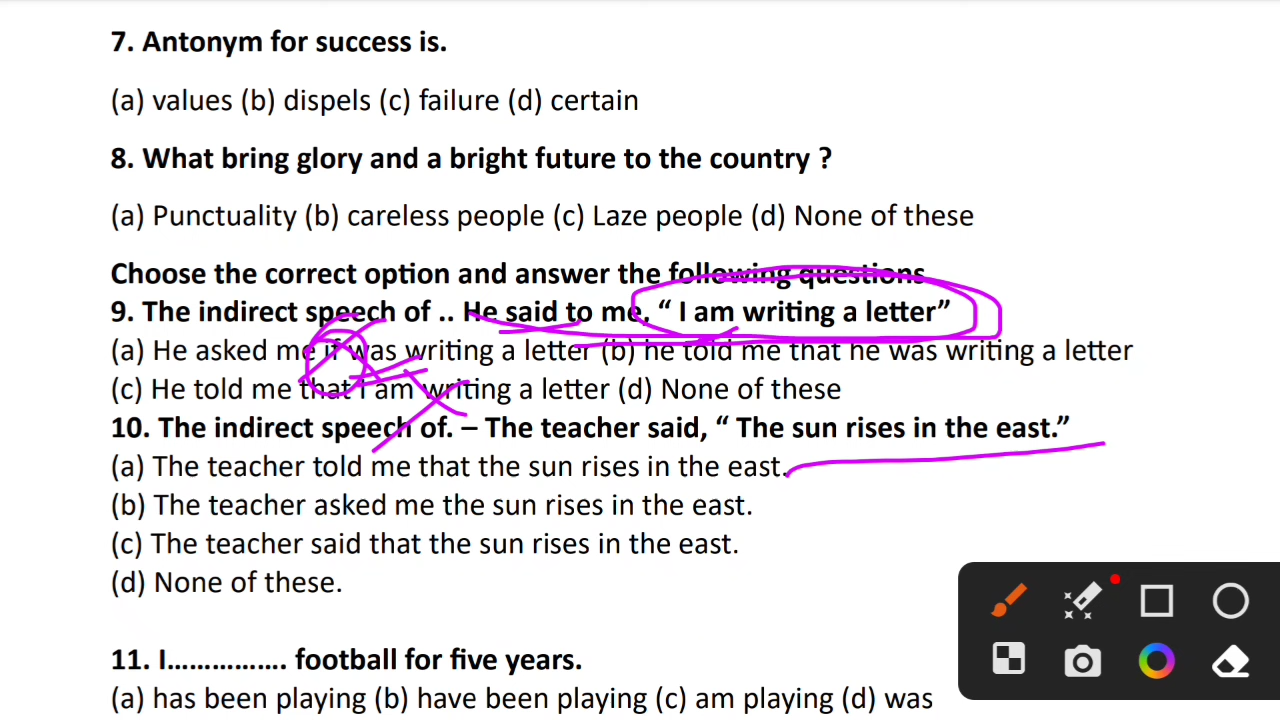 7. Antonym for success is.
(a) values (b) dispels (c) failure (d) certain
8. What bring glory and a bright future to the country ?
(a) Punctuality (b) careless people (c) Laze people (d) None of these
Choose the correct option and answer the following questions
9. The indirect speech of .. He said to me, “ I am writing a letter”
(a) He asked me if was writing a letter (b) he told me that he was writing a letter
(c) He told me that I am writing a letter (d) None of these
10. The indirect speech of. – The teacher said, “ The sun rises in the east.”
(a) The teacher told me that the sun rises in the east.
(b) The teacher asked me the sun rises in the east.
(c) The teacher said that the sun rises in the east.
(d) None of these.
11. I............... football for five years.
(a) has been playing (b) have been playing (c) am playing (d) was